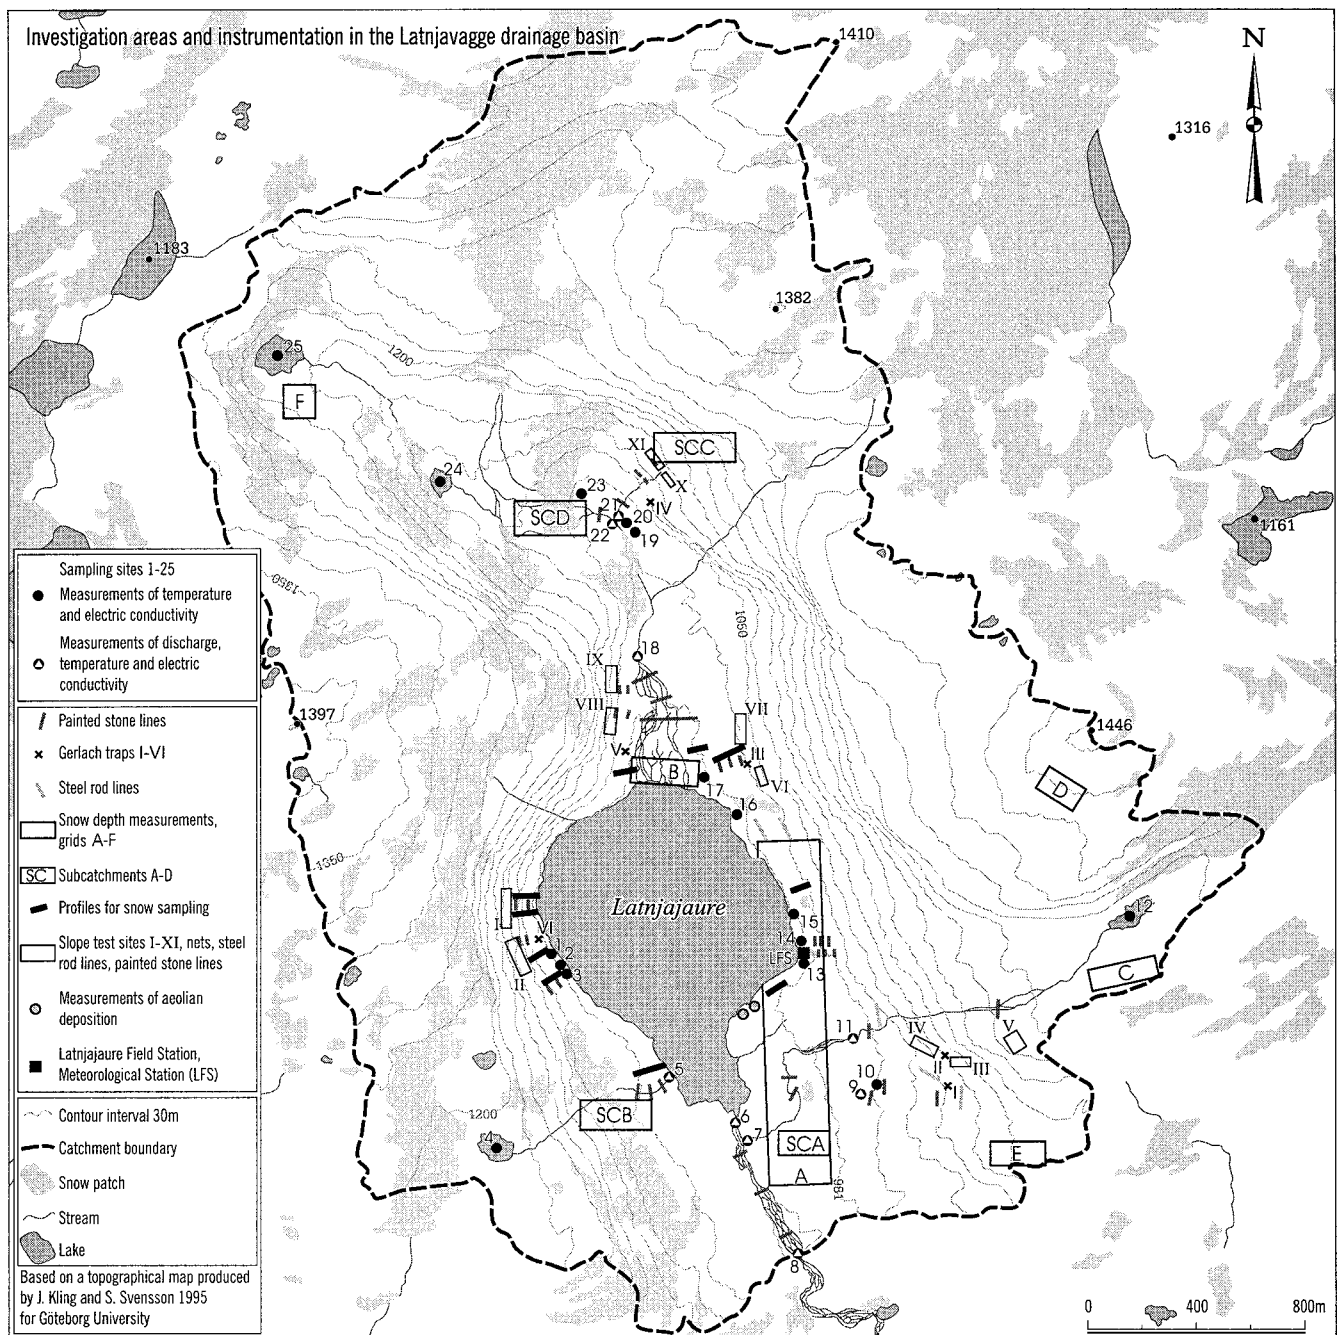 Investigation areas and instrumentation in the Latnjavagge drainage basin
1410
N
1316
1183
1382
25
1200
F
XI
SCC
24
X
23
IV
21
SCD
20
22
19
1161
1350
1050
18
IX
VIII
VII
1397
1446
V
III
B
17
VI
D
16
1350
Latnjajaure
I
12
15
VI
14
1
2
LFS
3
13
C
II
11
IV
V
II
III
10
9
I
5
1200
SCB
6
4
7
SCA
E
A
981
8
Sampling sites 1-25
Measurements of temperature
and electric conductivity
Measurements of discharge,
temperature and electric
conductivity
Painted stone lines
Gerlach traps I-VI
Steel rod lines
Snow depth measurements,
grids A-F
SC Subcatchments A-D
Profiles for snow sampling
Slope test sites I-XI, nets, steel
rod lines, painted stone lines
Measurements of aeolian
deposition
Latnjajaure Field Station,
Meteorological Station (LFS)
Contour interval 30m
Catchment boundary
Snow patch
Stream
Lake
Based on a topographical map produced
by J. Kling and S. Svensson 1995
for Göteborg University
0 400 800m